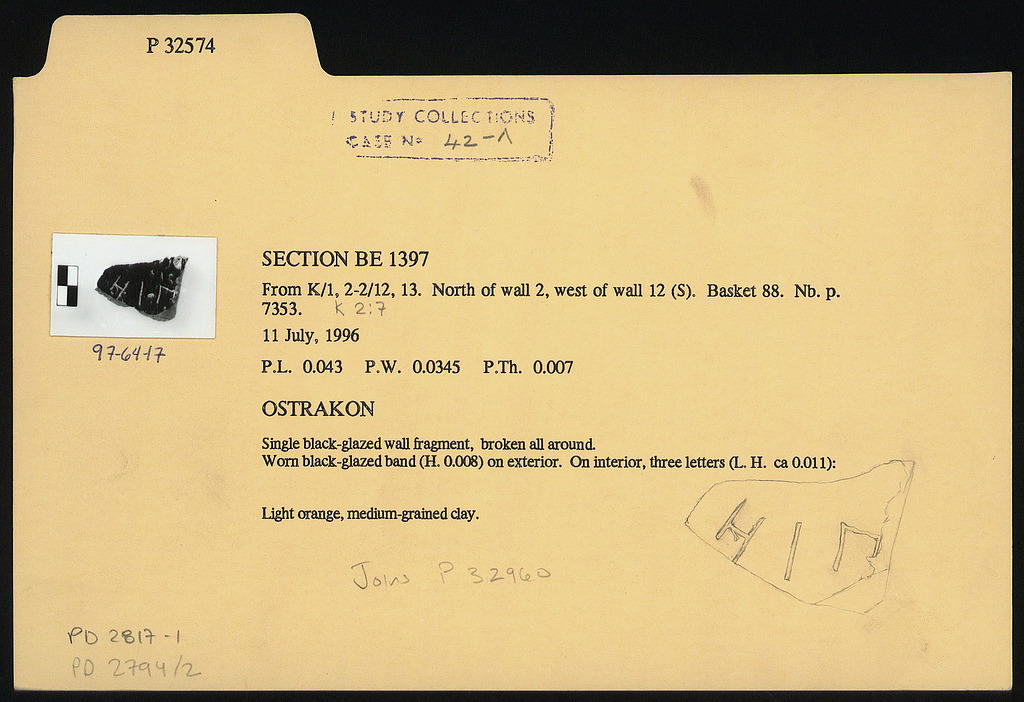 P 32574
STUDY COLLECTIONS
CASE No 42-Λ
SECTION BE 1397
From K/1, 2-2/12, 13. North of wall 2, west of wall 12 (S). Basket 88. Nb. p.
7353. K 2:7
11 July, 1996
97-64-17
P.L. 0.043 P.W. 0.0345 P.Th. 0.007
OSTRAKON
Single black-glazed wall fragment, broken all around.
Worn black-glazed band (H. 0.008) on exterior. On interior, three letters (L. H. ca 0.011):
ΗΙΠ
Light orange, medium-grained clay.
Joins P 32960
PD 2817-1
PD 2794/2